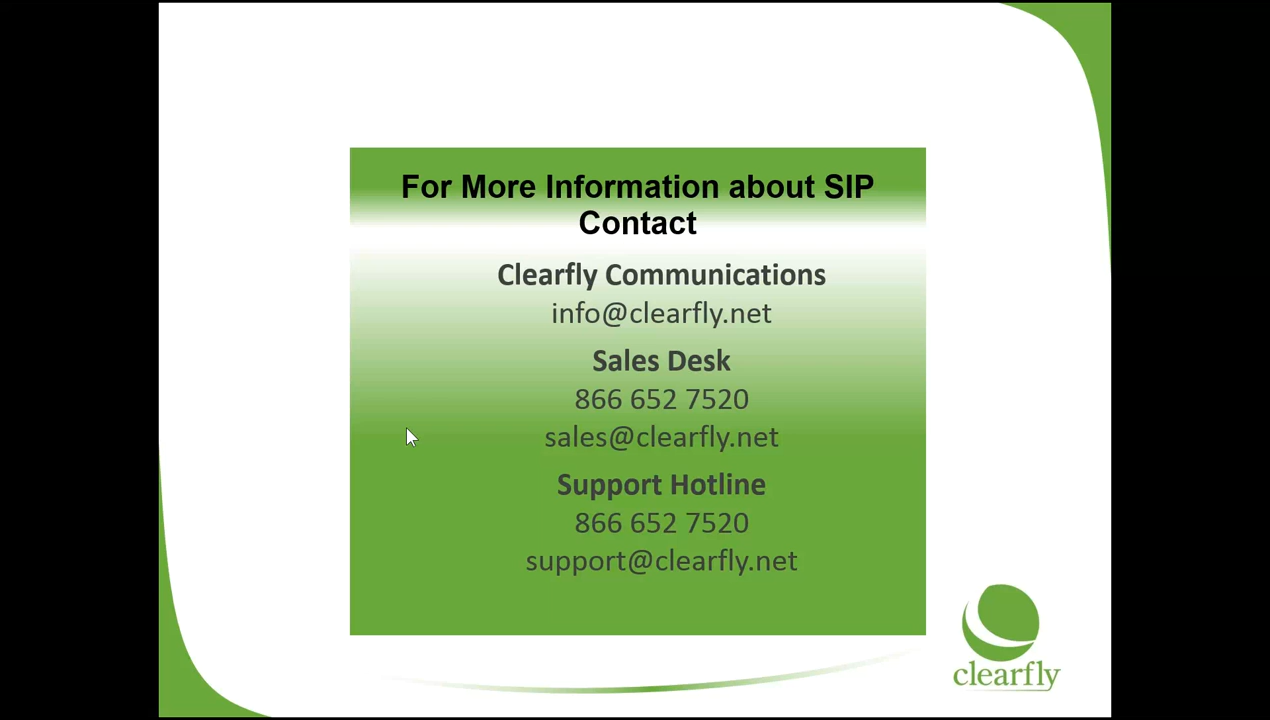 For More Information about SIP
Contact
Clearfly Communications
info@clearfly.net
Sales Desk
866 652 7520
sales@clearfly.net
Support Hotline
866 652 7520
support@clearfly.net
clearfly